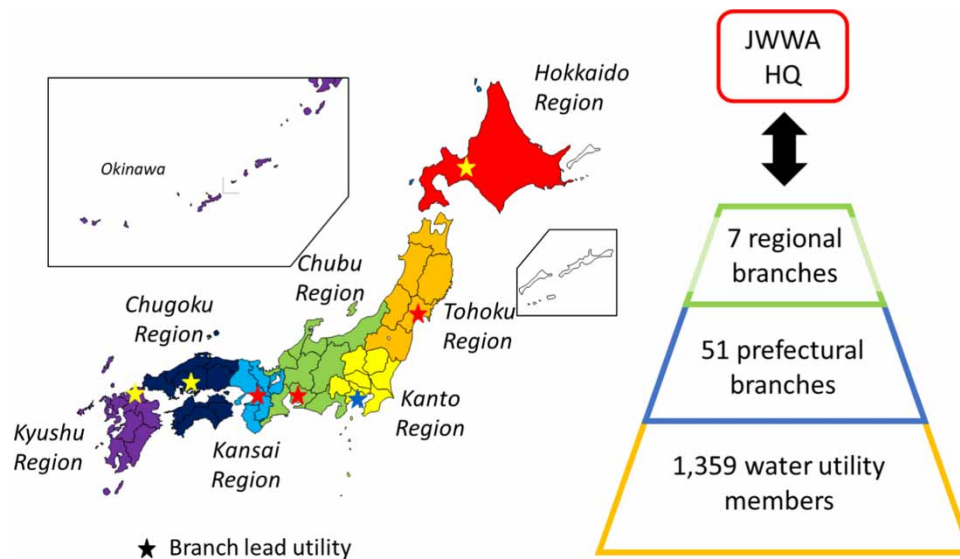 JWWA
HQ
Hokkaido
Region
Okinawa
7 regional
branches
Chubu
Region
Chugoku
Region
Tohoku
Region
51 prefectural
branches
Kanto
Region
Kyushu
Region
Kansai
Region
1,359 water utility
members
Branch lead utility